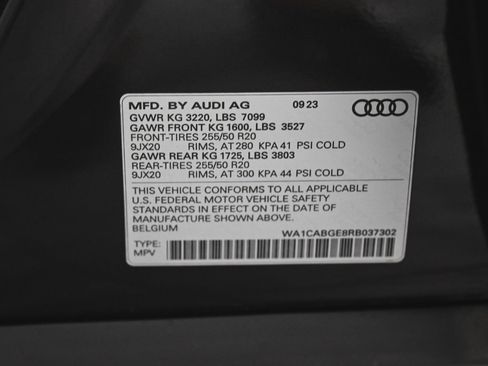 MFD. BY AUDI AG 09 23
GVWR KG 3220, LBS 7099
GAWR FRONT KG 1600, LBS 3527
FRONT-TIRES 255/50 R20
9JX20 RIMS, AT 280 KPA 41 PSI COLD
GAWR REAR KG 1725, LBS 3803
REAR-TIRES 255/50 R20
9JX20 RIMS, AT 300 KPA 44 PSI COLD
THIS VEHICLE CONFORMS TO ALL APPLICABLE
U.S. FEDERAL MOTOR VEHICLE SAFETY
STANDARDS IN EFFECT ON THE DATE OF
MANUFACTURE SHOWN ABOVE.
BELGIUM WA1CABGE8RB037302
TYPE:
MPV